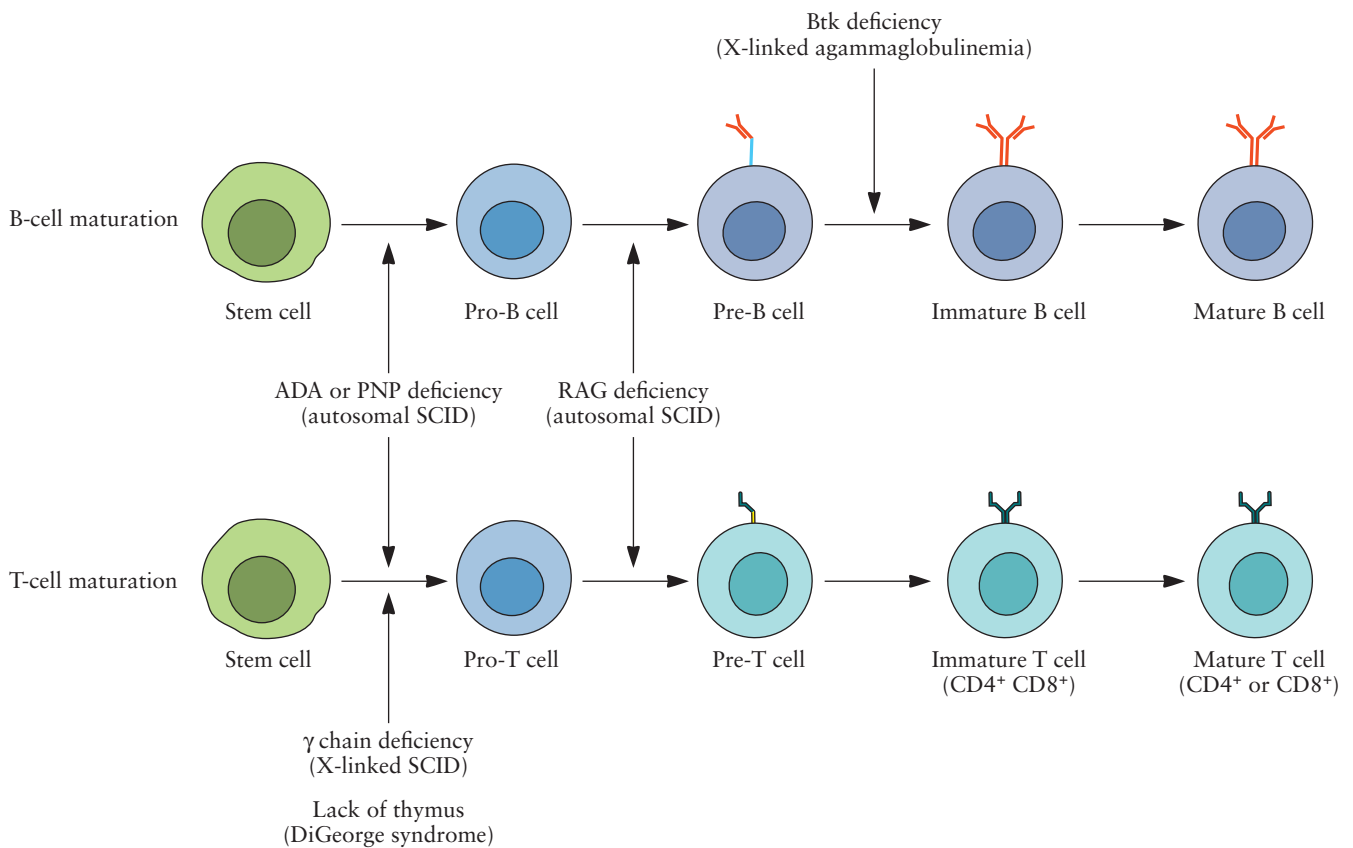 Btk deficiency
(X-linked agammaglobulinemia)
B-cell maturation
Stem cell
Pro-B cell
Pre-B cell
Immature B cell
Mature B cell
ADA or PNP deficiency
(autosomal SCID)
RAG deficiency
(autosomal SCID)
T-cell maturation
Stem cell
Pro-T cell
Pre-T cell
Immature T cell
(CD4⁺ CD8⁺)
Mature T cell
(CD4⁺ or CD8⁺)
γ chain deficiency
(X-linked SCID)
Lack of thymus
(DiGeorge syndrome)